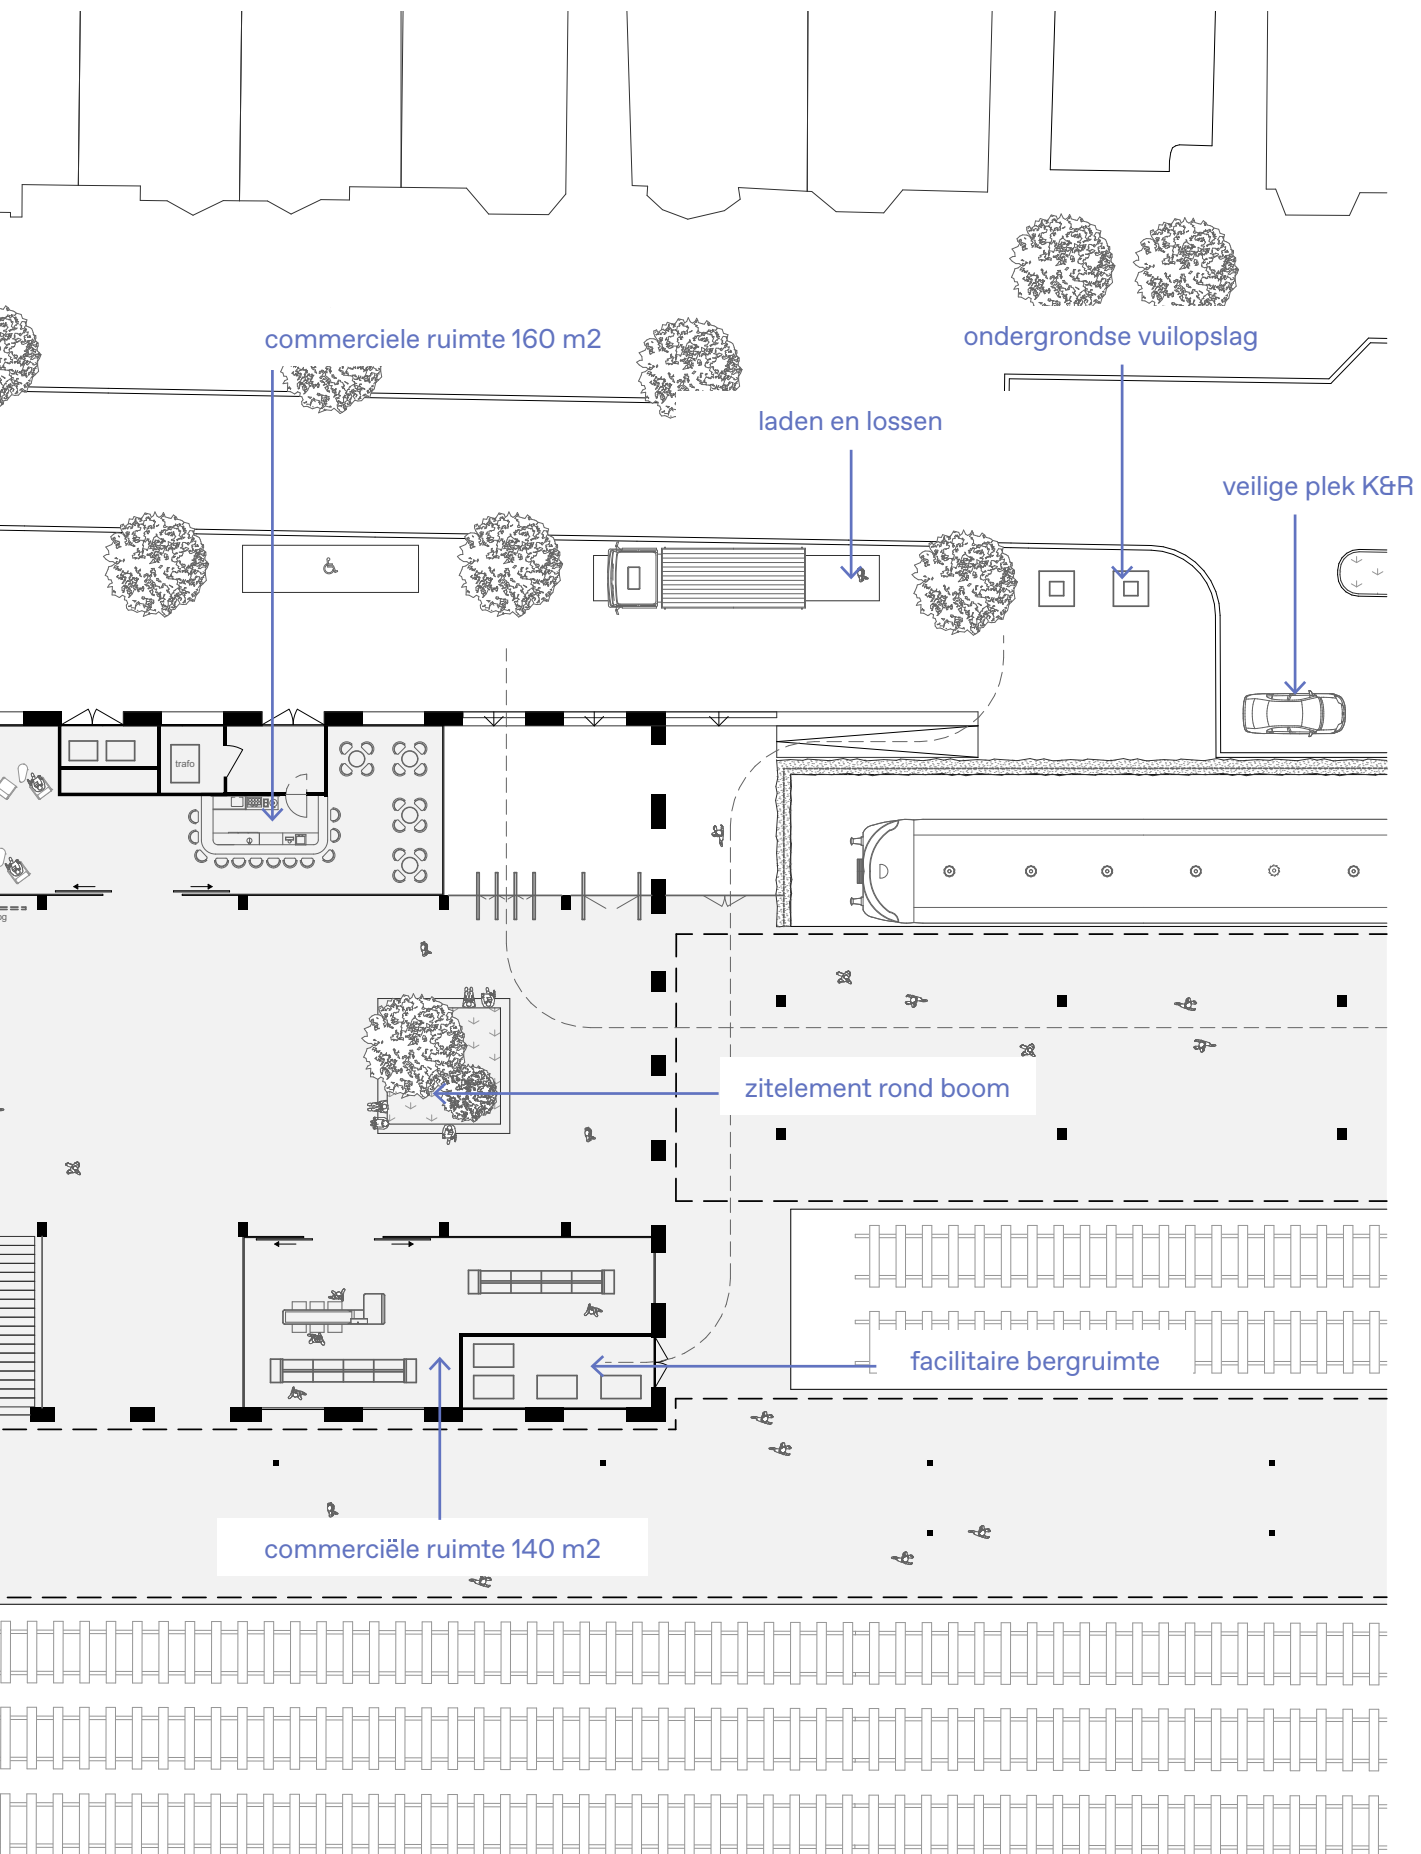 commerciele ruimte 160 m2
ondergrondse vuilopslag
laden en lossen
veilige plek K&R
trafo
zitelement rond boom
facilitaire bergruimte
commerciële ruimte 140 m2